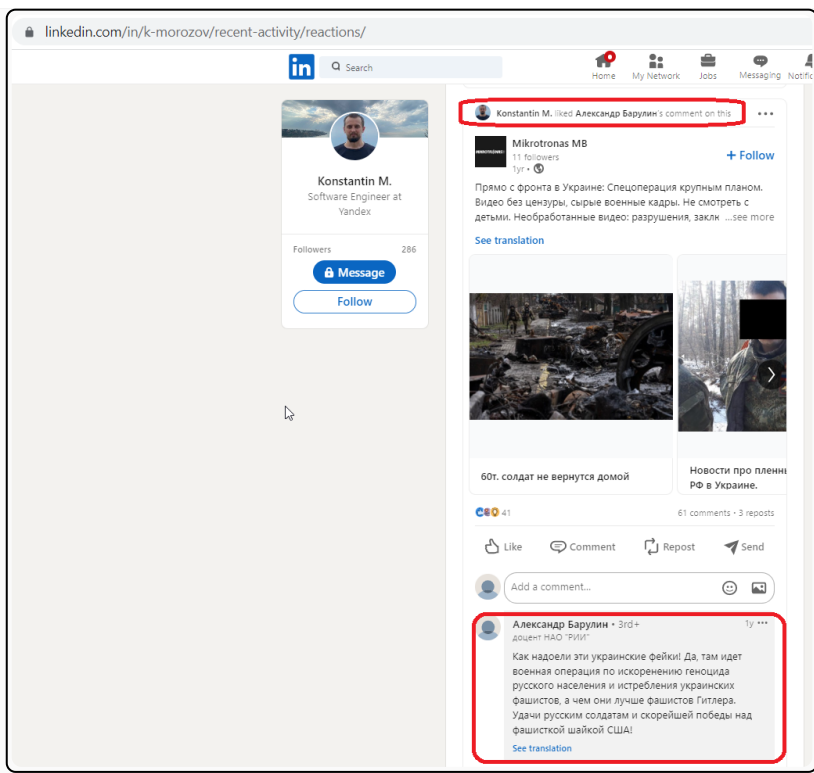 linkedin.com/in/k-morozov/recent-activity/reactions/
in
Search
Home
My Network
Jobs
Messaging
Konstantin M.
Software Engineer at
Yandex
Followers 286
Message
Follow
Konstantin M. liked Александр Барулин's comment on this
Mikrotronas MB
11 followers
1yr •
+ Follow
Прямо с фронта в Украине: Спецоперация крупным планом.
Видео без цензуры, сырые военные кадры. Не смотреть с
детьми. Необработанные видео: разрушения, заклю ...see more
See translation
60т. солдат не вернутся домой
Новости про пленн
РФ в Украине.
41
61 comments • 3 reposts
Like
Comment
Repost
Send
Add a comment...
Александр Барулин • 3rd+
1y •••
доцент НАО "РИИ"
Как надоели эти украинские фейки! Да, там идет
военная операция по искоренению геноцида
русского населения и истребления украинских
фашистов, а чем они лучше фашистов Гитлера.
Удачи русским солдатам и скорейшей победы над
фашисткой шайкой США!
See translation